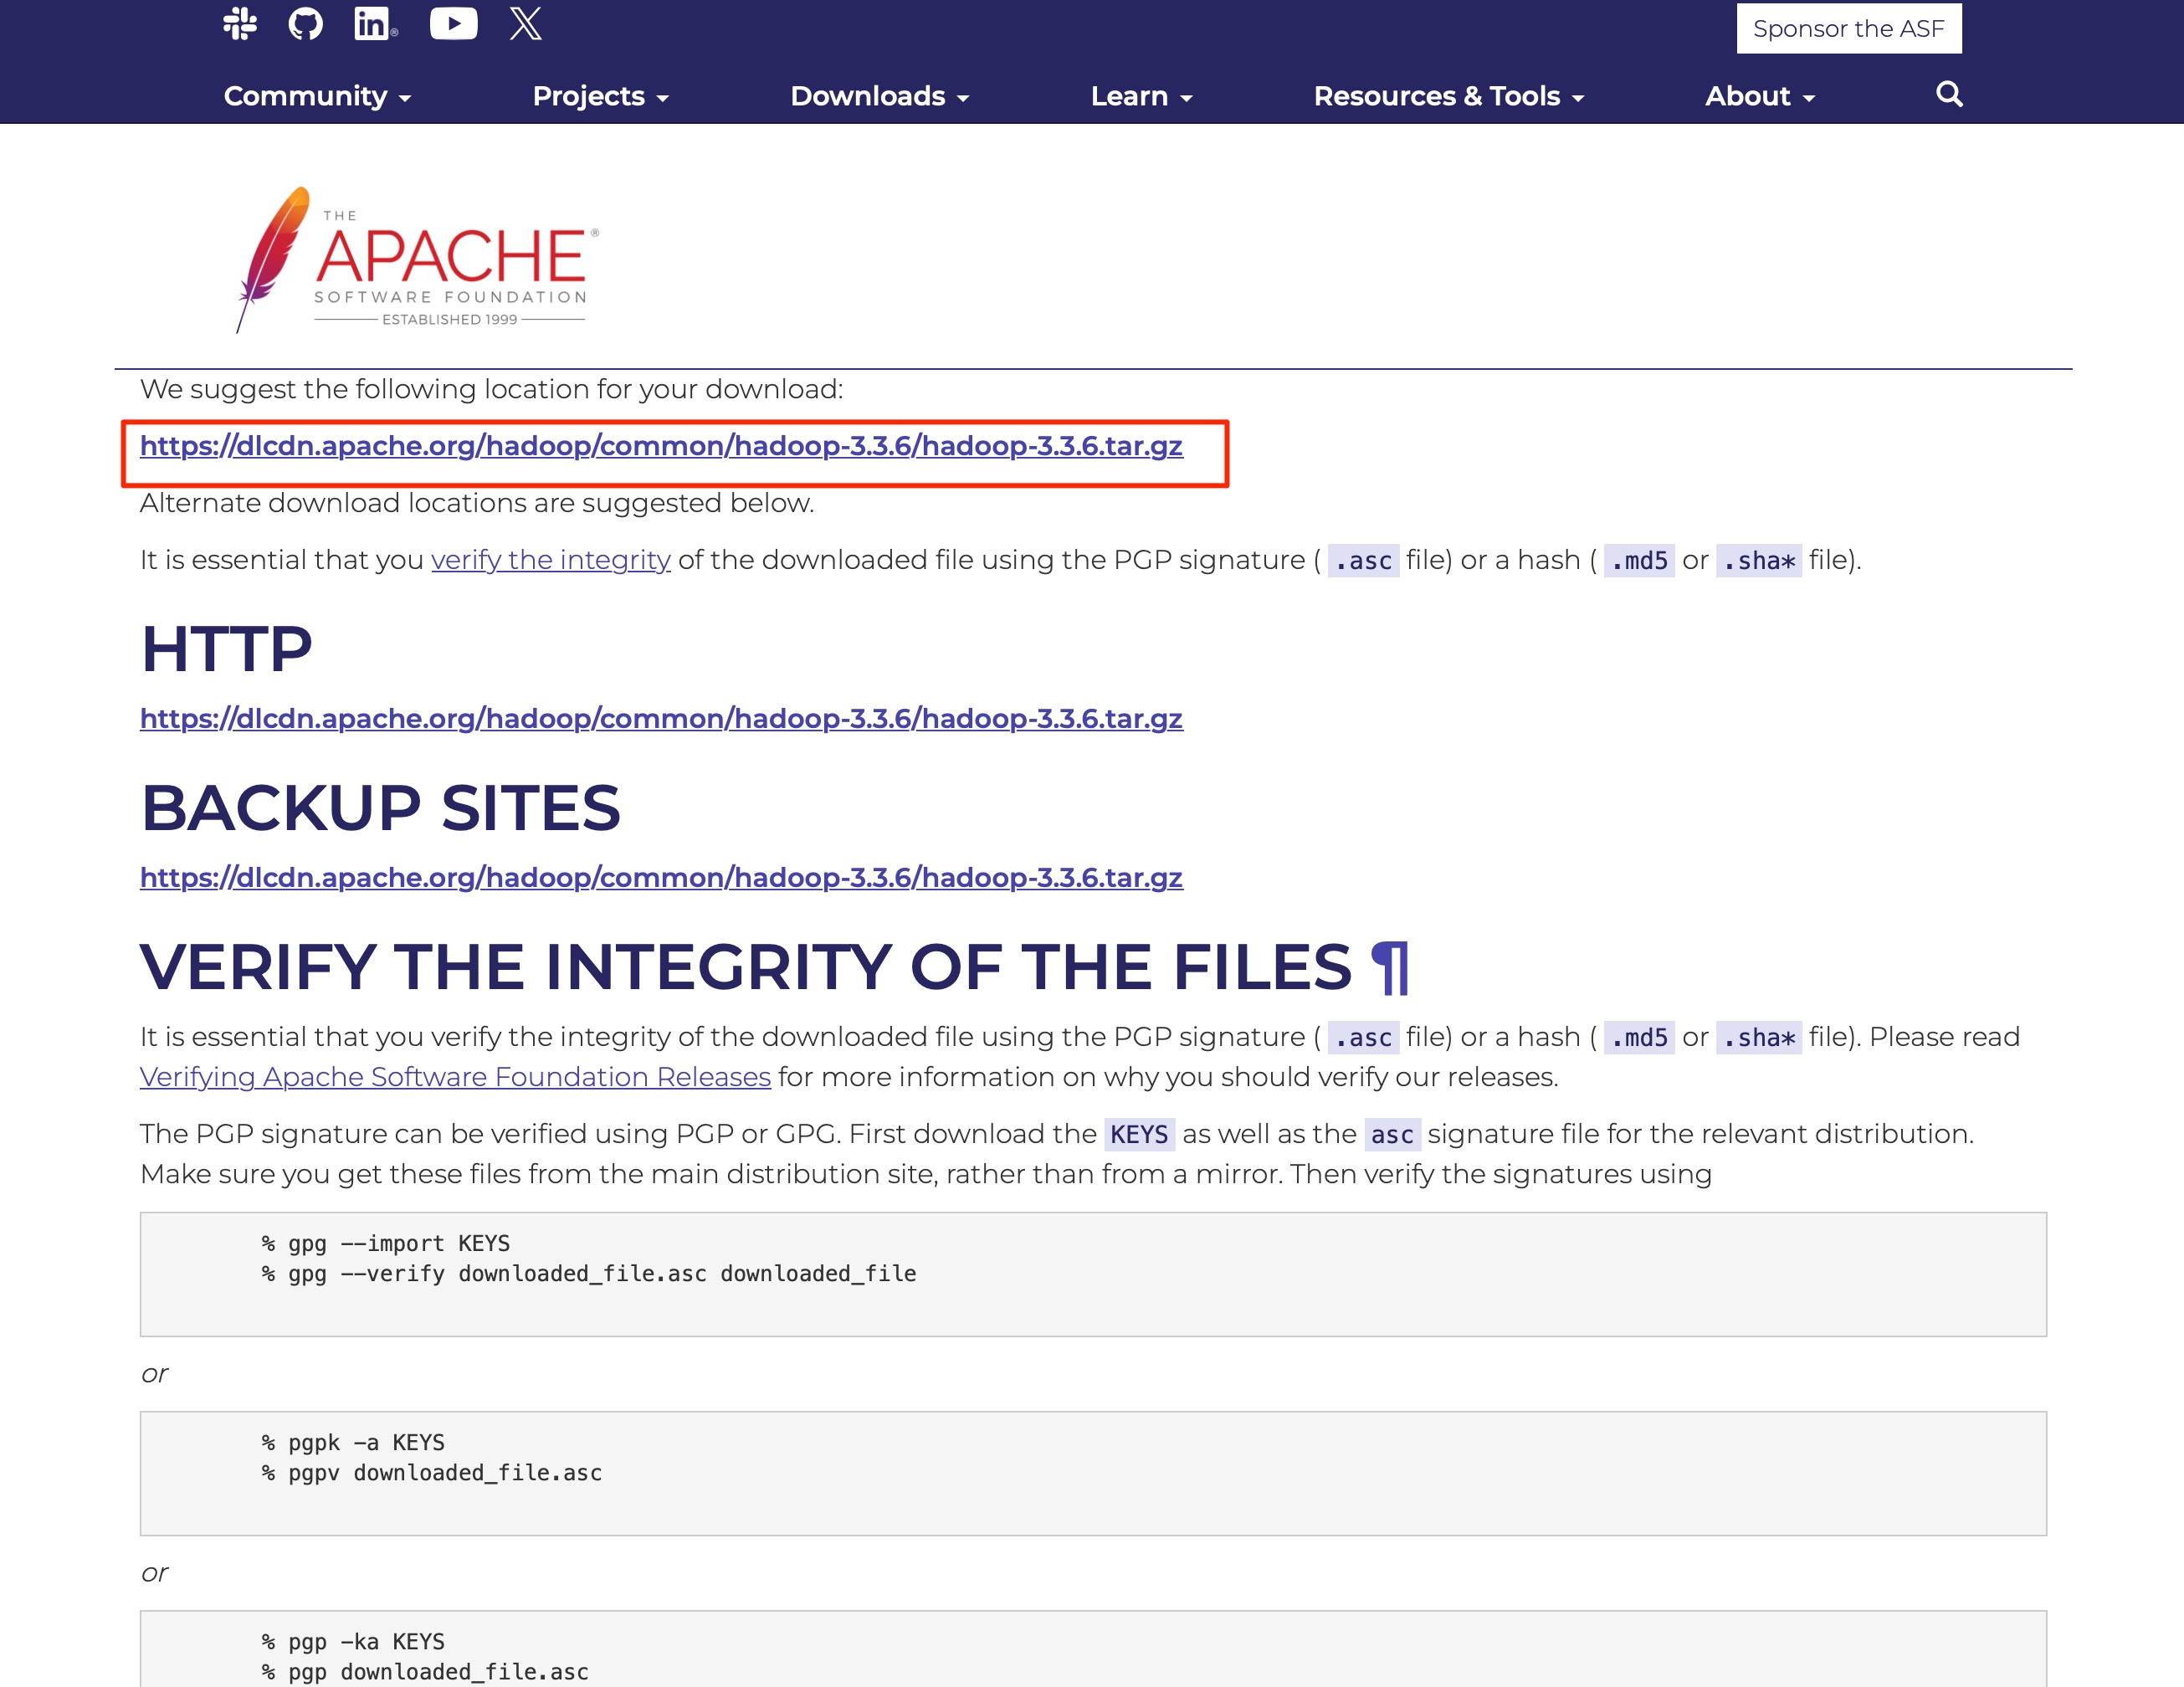 Sponsor the ASF
Community Projects Downloads Learn Resources & Tools About
THE
APACHE®
SOFTWARE FOUNDATION
ESTABLISHED 1999
We suggest the following location for your download:
https://dlcdn.apache.org/hadoop/common/hadoop-3.3.6/hadoop-3.3.6.tar.gz
Alternate download locations are suggested below.
It is essential that you verify the integrity of the downloaded file using the PGP signature ( .asc file) or a hash ( .md5 or .sha* file).
HTTP
https://dlcdn.apache.org/hadoop/common/hadoop-3.3.6/hadoop-3.3.6.tar.gz
BACKUP SITES
https://dlcdn.apache.org/hadoop/common/hadoop-3.3.6/hadoop-3.3.6.tar.gz
VERIFY THE INTEGRITY OF THE FILES ¶
It is essential that you verify the integrity of the downloaded file using the PGP signature ( .asc file) or a hash ( .md5 or .sha* file). Please read
Verifying Apache Software Foundation Releases for more information on why you should verify our releases.
The PGP signature can be verified using PGP or GPG. First download the KEYS as well as the asc signature file for the relevant distribution.
Make sure you get these files from the main distribution site, rather than from a mirror. Then verify the signatures using
% gpg --import KEYS
% gpg --verify downloaded_file.asc downloaded_file
or
% pgpk -a KEYS
% pgpv downloaded_file.asc
or
% pgp -ka KEYS
% pgp downloaded_file.asc